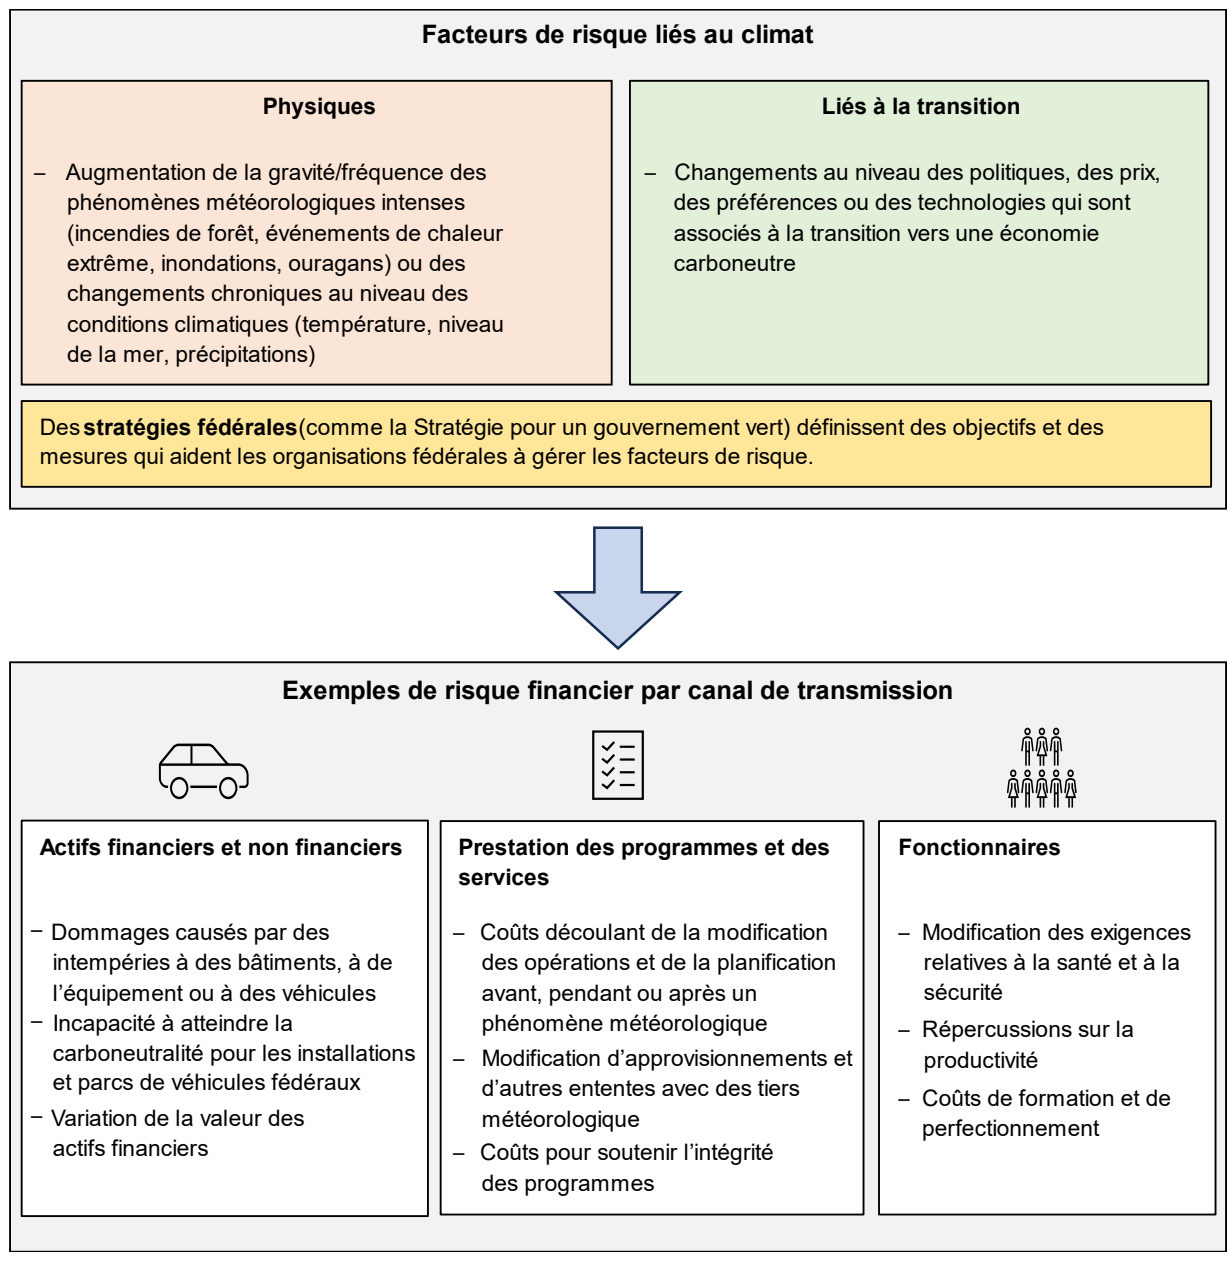 Facteurs de risque liés au climat
Physiques
– Augmentation de la gravité/fréquence des
phénomènes météorologiques intenses
(incendies de forêt, événements de chaleur
extrême, inondations, ouragans) ou des
changements chroniques au niveau des
conditions climatiques (température, niveau
de la mer, précipitations)
Liés à la transition
– Changements au niveau des politiques, des prix,
des préférences ou des technologies qui sont
associés à la transition vers une économie
carboneutre
Des stratégies fédérales (comme la Stratégie pour un gouvernement vert) définissent des objectifs et des
mesures qui aident les organisations fédérales à gérer les facteurs de risque.
Exemples de risque financier par canal de transmission
Actifs financiers et non financiers
– Dommages causés par des
intempéries à des bâtiments, à de
l’équipement ou à des véhicules
– Incapacité à atteindre la
carboneutralité pour les installations
et parcs de véhicules fédéraux
– Variation de la valeur des
actifs financiers
Prestation des programmes et des
services
– Coûts découlant de la modification
des opérations et de la planification
avant, pendant ou après un
phénomène météorologique
– Modification d’approvisionnements et
d’autres ententes avec des tiers
météorologique
– Coûts pour soutenir l’intégrité
des programmes
Fonctionnaires
– Modification des exigences
relatives à la santé et à la
sécurité
– Répercussions sur la
productivité
– Coûts de formation et de
perfectionnement